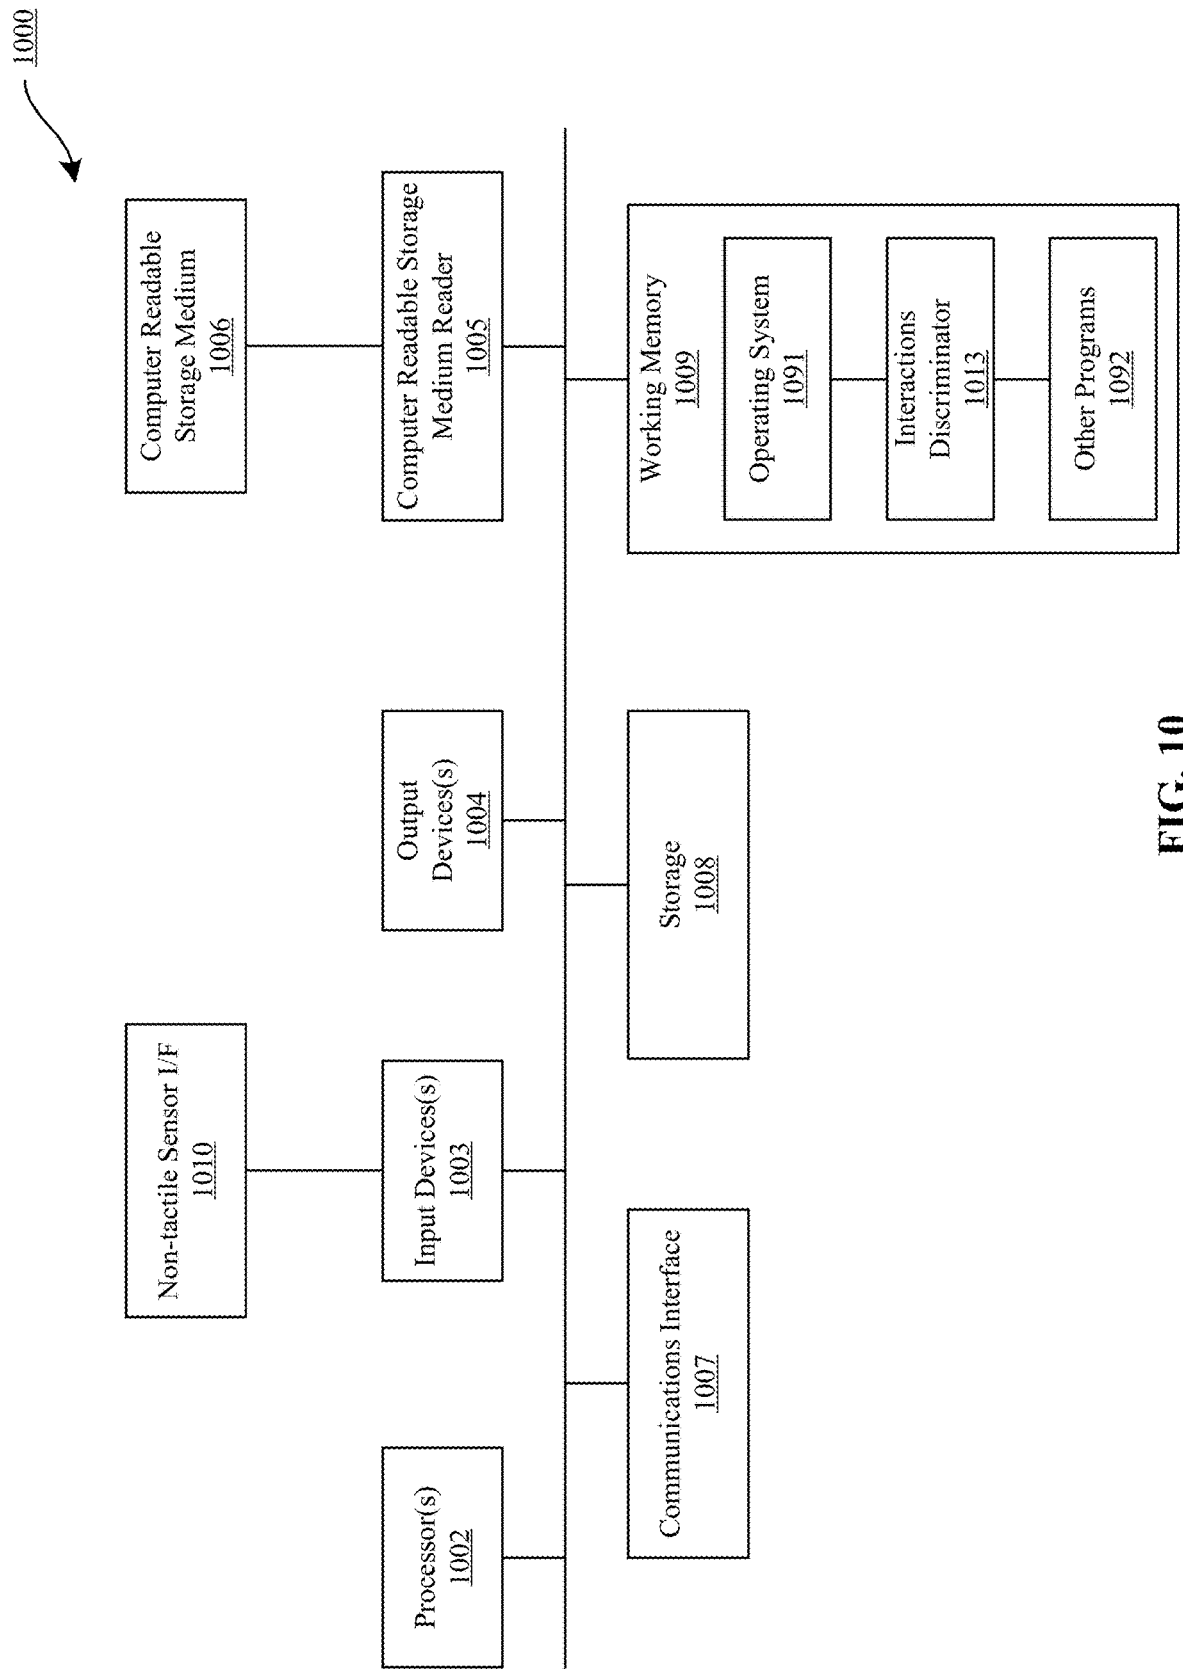 1000
Non-tactile Sensor I/F
1010
Computer Readable
Storage Medium
1006
Processor(s)
1002
Input Devices(s)
1003
Output
Devices(s)
1004
Computer Readable Storage
Medium Reader
1005
Communications Interface
1007
Storage
1008
Working Memory
1009
Operating System
1091
Interactions
Discriminator
1013
Other Programs
1092
FIG. 10